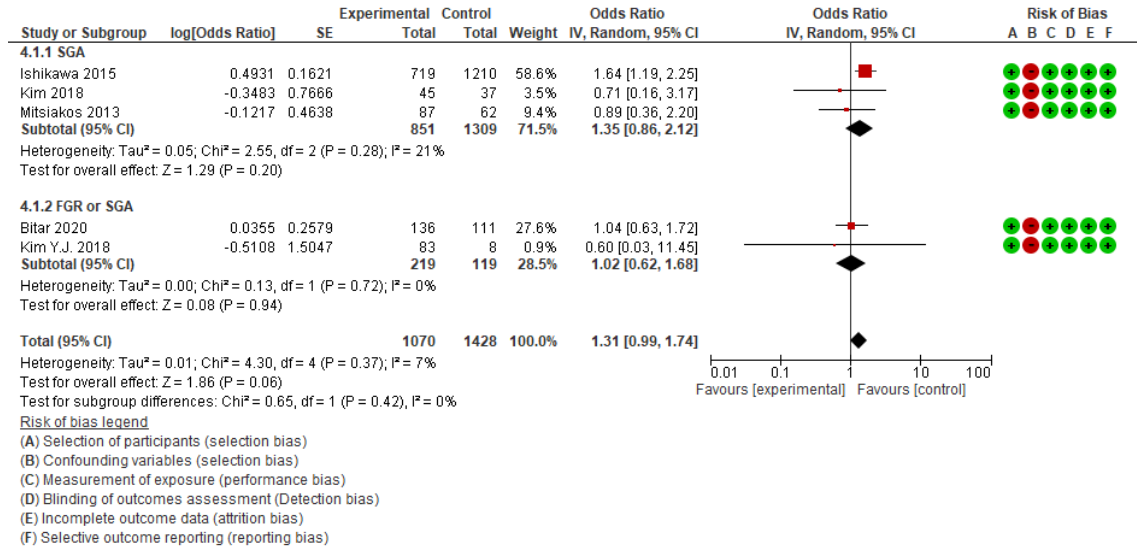 Experimental Control Odds Ratio Odds Ratio Risk of Bias
Study or Subgroup log[Odds Ratio] SE Total Total Weight IV, Random, 95% CI IV, Random, 95% CI A B C D E F
4.1.1 SGA
Ishikawa 2015 0.4931 0.1621 719 1210 58.6% 1.64 [1.19, 2.25] + - + + + +
Kim 2018 -0.3483 0.7666 45 37 3.5% 0.71 [0.16, 3.17] + - + + + +
Mitsiakos 2013 -0.1217 0.4638 87 62 9.4% 0.89 [0.36, 2.20] + - + + + +
Subtotal (95% CI) 851 1309 71.5% 1.35 [0.86, 2.12]
Heterogeneity: Tau² = 0.05; Chi² = 2.55, df = 2 (P = 0.28); I² = 21%
Test for overall effect: Z = 1.29 (P = 0.20)
4.1.2 FGR or SGA
Bitar 2020 0.0355 0.2579 136 111 27.6% 1.04 [0.63, 1.72] + - + + + +
Kim Y.J. 2018 -0.5108 1.5047 83 8 0.9% 0.60 [0.03, 11.45] + - + + + +
Subtotal (95% CI) 219 119 28.5% 1.02 [0.62, 1.68]
Heterogeneity: Tau² = 0.00; Chi² = 0.13, df = 1 (P = 0.72); I² = 0%
Test for overall effect: Z = 0.08 (P = 0.94)
Total (95% CI) 1070 1428 100.0% 1.31 [0.99, 1.74]
Heterogeneity: Tau² = 0.01; Chi² = 4.30, df = 4 (P = 0.37); I² = 7%
Test for overall effect: Z = 1.86 (P = 0.06)
Test for subgroup differences: Chi² = 0.65, df = 1 (P = 0.42), I² = 0%
0.01 0.1 1 10 100
Favours [experimental] Favours [control]
Risk of bias legend
(A) Selection of participants (selection bias)
(B) Confounding variables (selection bias)
(C) Measurement of exposure (performance bias)
(D) Blinding of outcomes assessment (Detection bias)
(E) Incomplete outcome data (attrition bias)
(F) Selective outcome reporting (reporting bias)